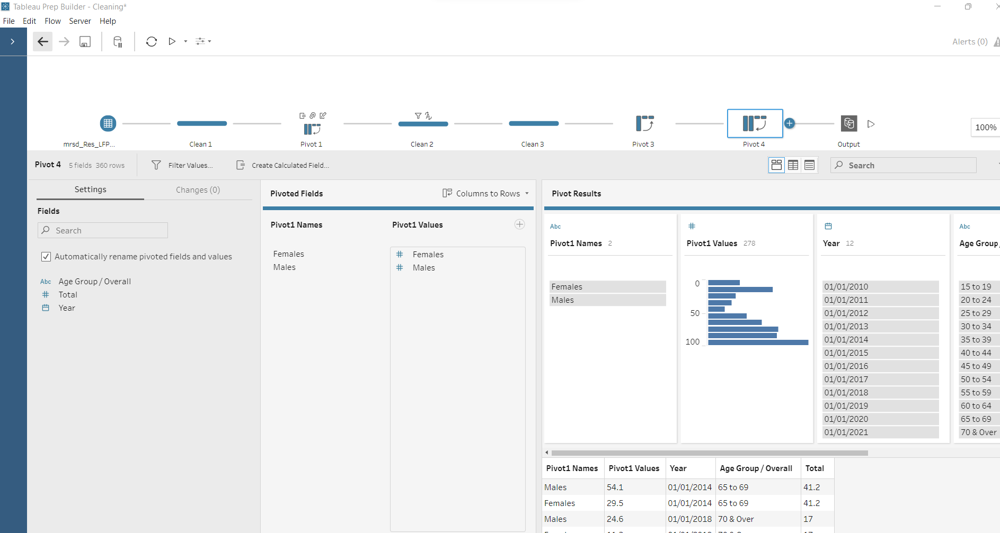 Tableau Prep Builder - Cleaning*
File Edit Flow Server Help
Alerts (0)
mrsd_Res_LFP... Clean 1 Pivot 1 Clean 2 Clean 3 Pivot 3 Pivot 4 Output
100%
Pivot 4 5 fields 360 rows Filter Values... Create Calculated Field... Search
Settings Changes (0)
Fields
Search
Automatically rename pivoted fields and values
Abc Age Group / Overall
# Total
Year
Pivoted Fields Columns to Rows
Pivot1 Names Pivot1 Values
Females # Females
Males # Males
Pivot Results
Abc
Pivot1 Names 2
Females
Males
#
Pivot1 Values 278
0
50
100
Year 12
01/01/2010
01/01/2011
01/01/2012
01/01/2013
01/01/2014
01/01/2015
01/01/2016
01/01/2017
01/01/2018
01/01/2019
01/01/2020
01/01/2021
Abc
Age Group /
15 to 19
20 to 24
25 to 29
30 to 34
35 to 39
40 to 44
45 to 49
50 to 54
55 to 59
60 to 64
65 to 69
70 & Over
Pivot1 Names Pivot1 Values Year Age Group / Overall Total
Males 54.1 01/01/2014 65 to 69 41.2
Females 29.5 01/01/2014 65 to 69 41.2
Males 24.6 01/01/2018 70 & Over 17